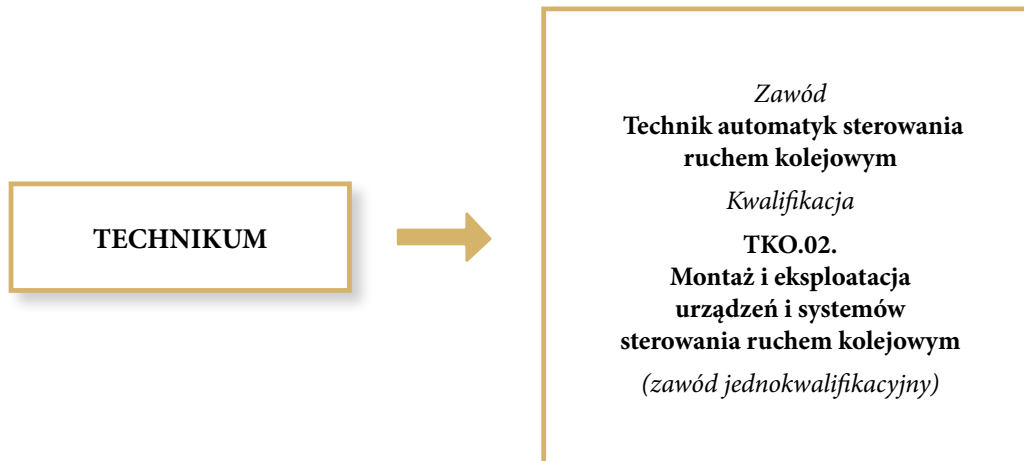 TECHNIKUM
Zawód
Technik automatyk sterowania
ruchem kolejowym
Kwalifikacja
TKO.02.
Montaż i eksploatacja
urządzeń i systemów
sterowania ruchem kolejowym
(zawód jednokwalifikacyjny)